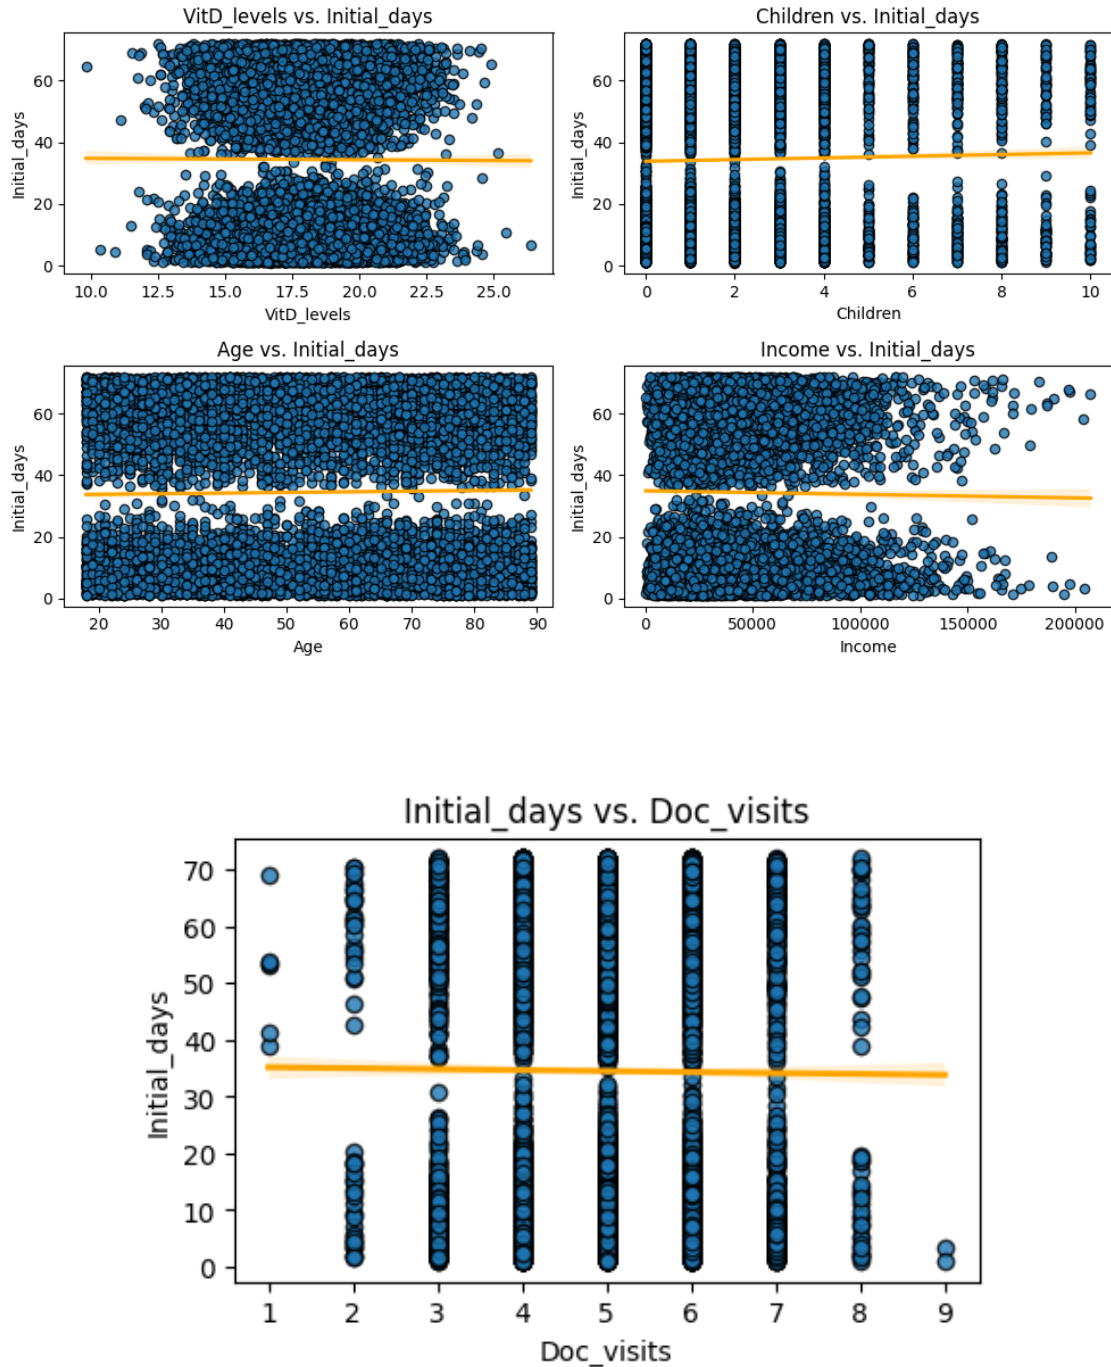 VitD_levels vs. Initial_days
Initial_days
60
40
20
0
10.0 12.5 15.0 17.5 20.0 22.5 25.0
VitD_levels
Children vs. Initial_days
Initial_days
60
40
20
0
0 2 4 6 8 10
Children
Age vs. Initial_days
Initial_days
60
40
20
0
20 30 40 50 60 70 80 90
Age
Income vs. Initial_days
Initial_days
60
40
20
0
0 50000 100000 150000 200000
Income
Initial_days vs. Doc_visits
Initial_days
70
60
50
40
30
20
10
0
1 2 3 4 5 6 7 8 9
Doc_visits